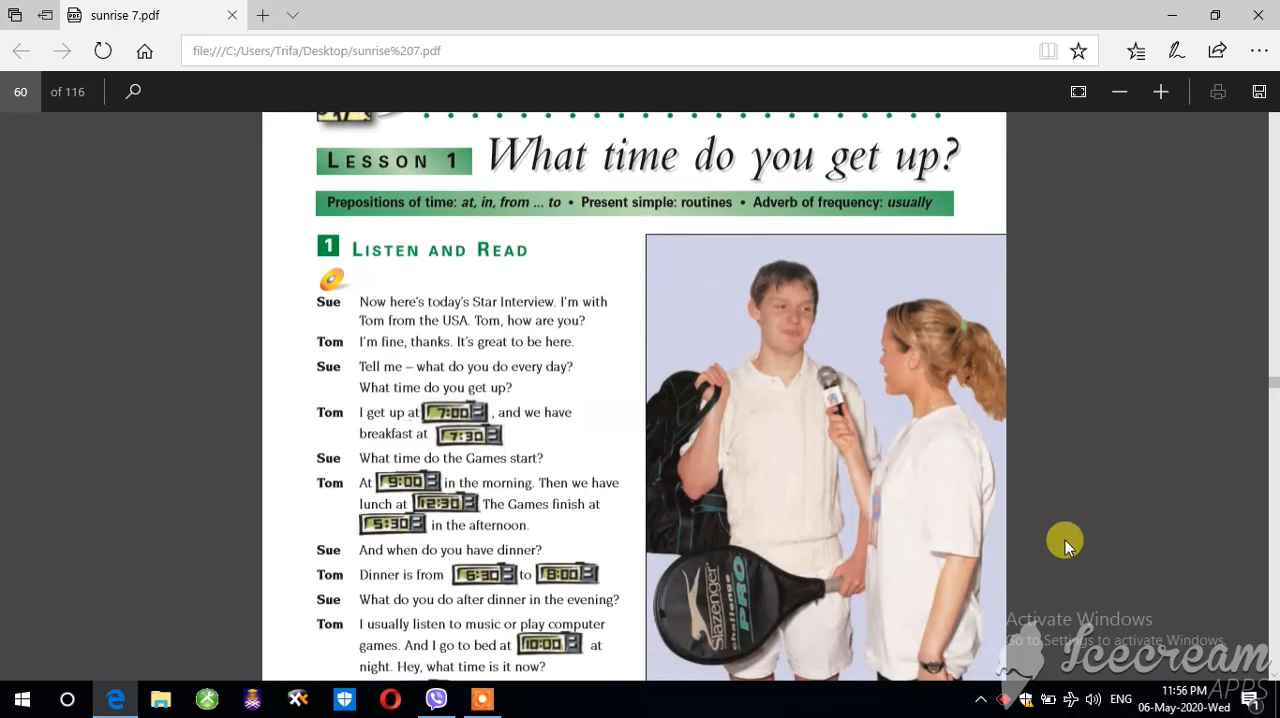 sunrise 7.pdf
file:///C:/Users/Trifa/Desktop/sunrise%207.pdf
60 of 116
LESSON 1 What time do you get up?
Prepositions of time: at, in, from ... to • Present simple: routines • Adverb of frequency: usually
1 LISTEN AND READ
Sue Now here's today's Star Interview. I'm with
Tom from the USA. Tom, how are you?
Tom I'm fine, thanks. It's great to be here.
Sue Tell me – what do you do every day?
What time do you get up?
Tom I get up at 7:00, and we have
breakfast at 7:30
Sue What time do the Games start?
Tom At 9:00 in the morning. Then we have
lunch at 12:30 The Games finish at
5:30 in the afternoon.
Sue And when do you have dinner?
Tom Dinner is from 6:30 to 8:00
Sue What do you do after dinner in the evening?
Tom I usually listen to music or play computer
games. And I go to bed at 10:00 at
night. Hey, what time is it now?
Slazenger
challenge
PRO
Activate Windows
Go to Settings to activate Windows.
Icecream
APPS
ENG
11:56 PM
06-May-2020-Wed
1